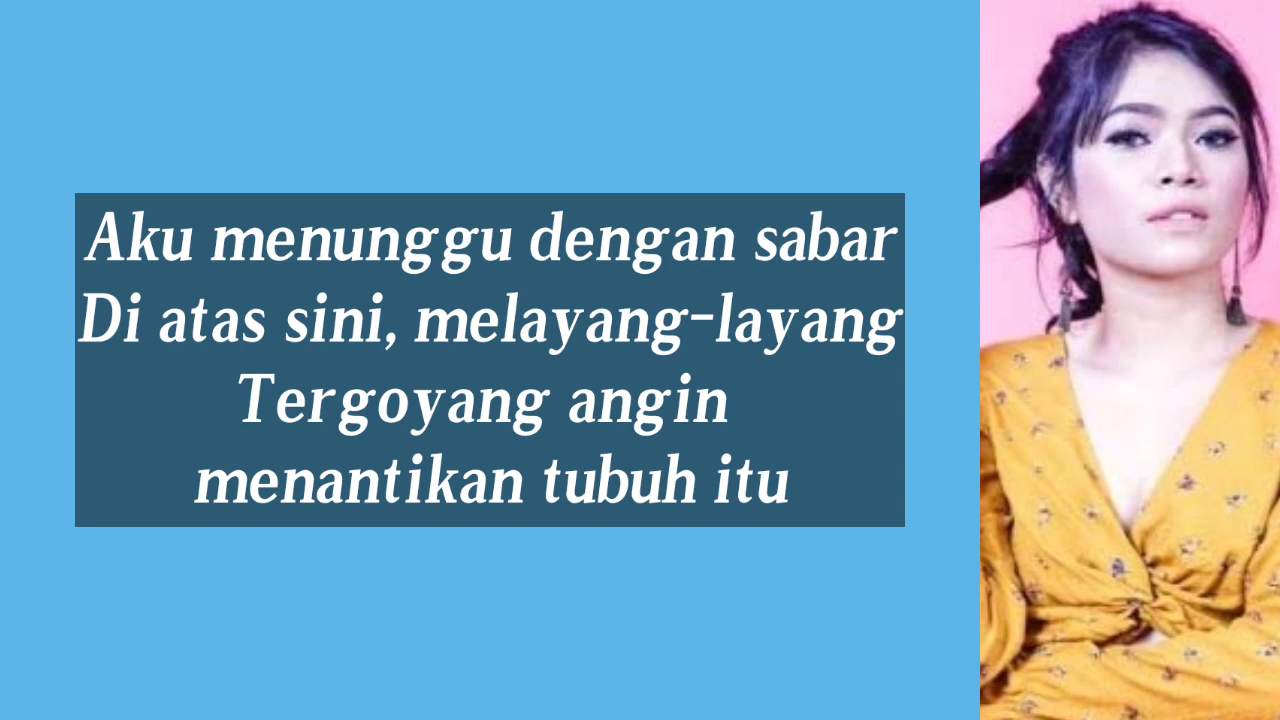 Aku menunggu dengan sabar
Di atas sini, melayang-layang
Tergoyang angin
menantikan tubuh itu